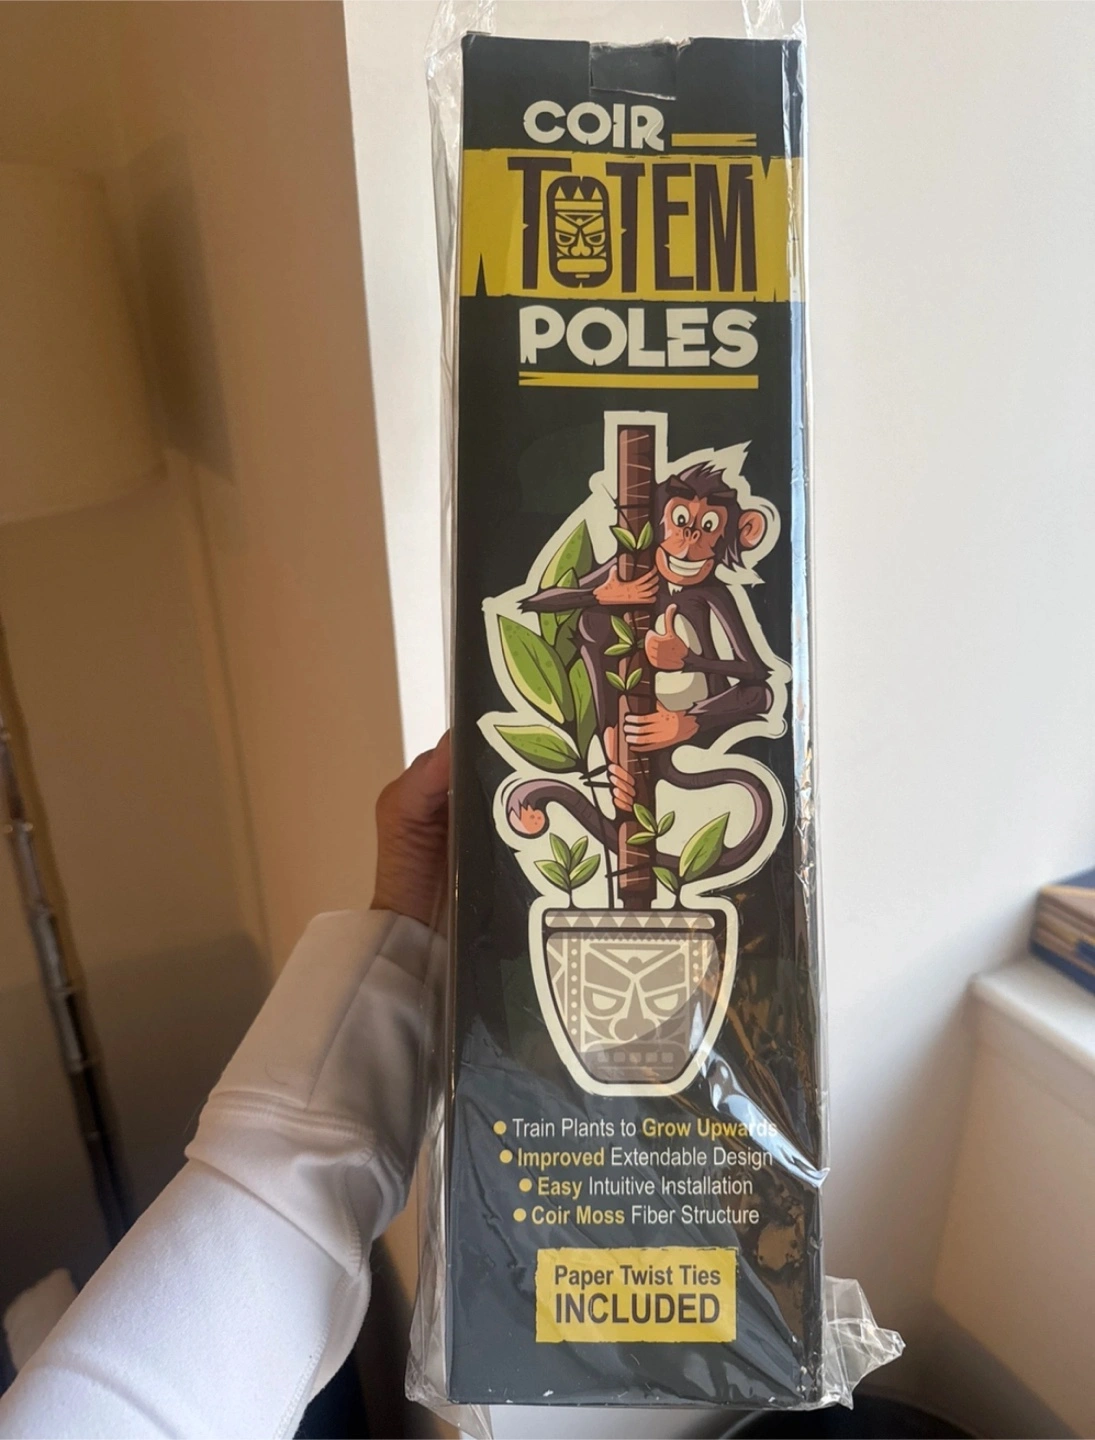 COIR
TOTEM
POLES
Train Plants to Grow Upwards
Improved Extendable Design
Easy Intuitive Installation
Coir Moss Fiber Structure
Paper Twist Ties
INCLUDED